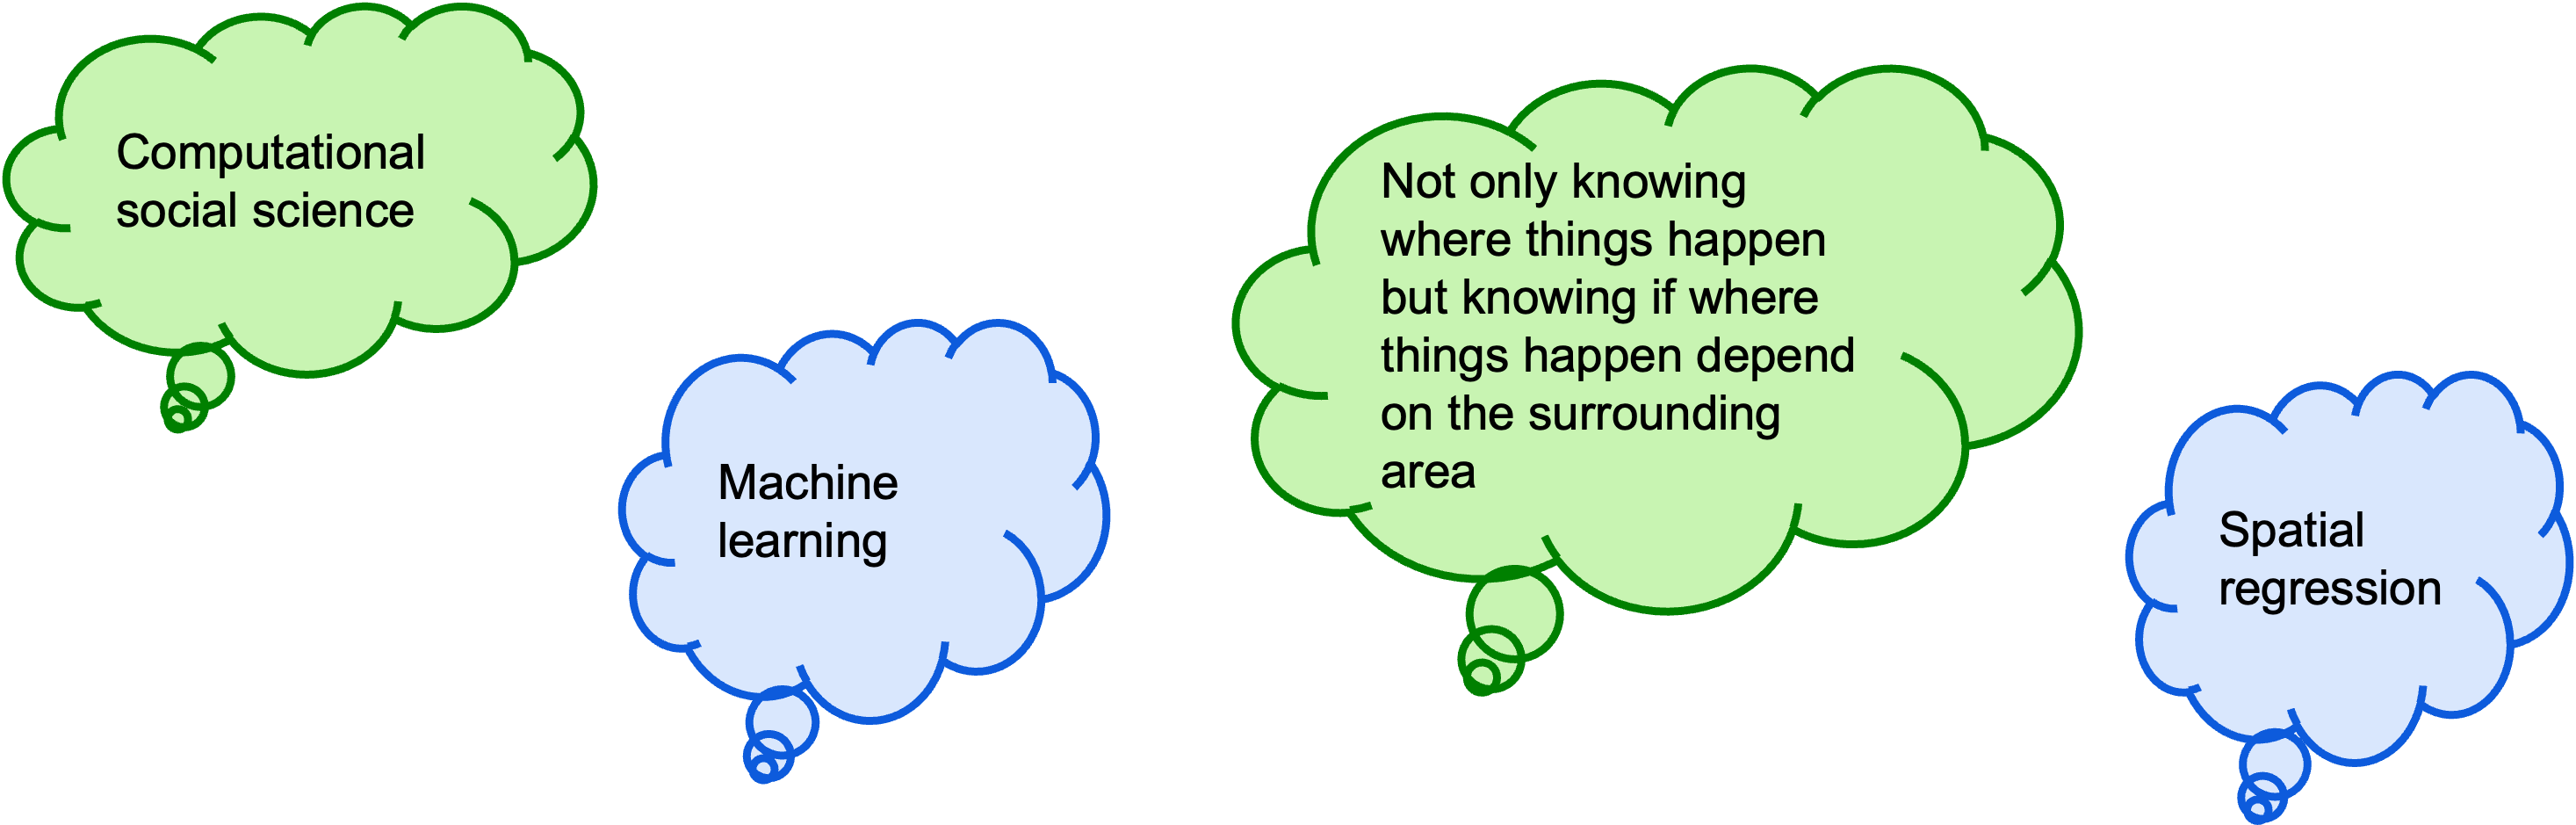 Computational
social science
Machine
learning
Not only knowing
where things happen
but knowing if where
things happen depend
on the surrounding
area
Spatial
regression